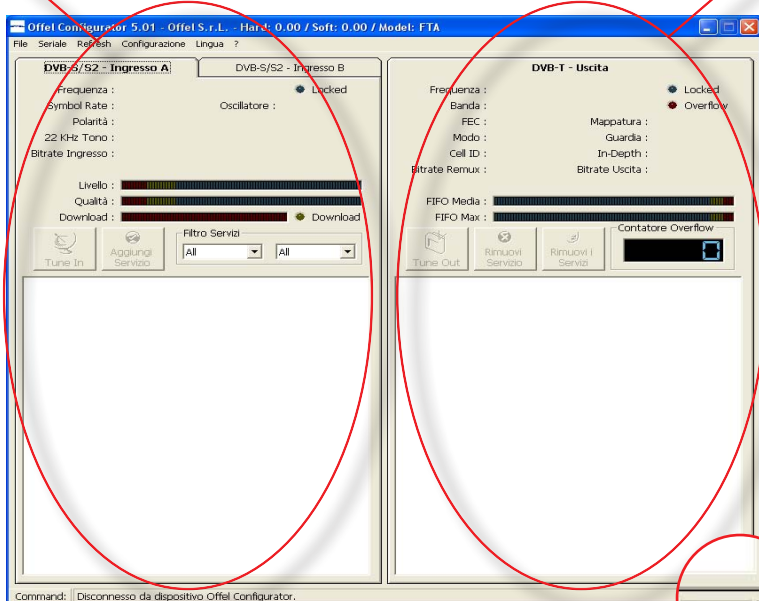 Offel Configurator 5.01 - Offel S.r.L. - Hard: 0.00 / Soft: 0.00 / Model: FTA
File Seriale Refresh Configurazione Lingua ?
DVB-S/S2 - Ingresso A
DVB-S/S2 - Ingresso B
Frequenza :
Locked
Symbol Rate :
Oscillatore :
Polarità :
22 KHz Tono :
Bitrate Ingresso :
Livello :
Qualità :
Download :
Download
Tune In
Aggiungi Servizio
Filtro Servizi
All
All
DVB-T - Uscita
Frequenza :
Locked
Banda :
Overflow
FEC :
Mappatura :
Modo :
Guardia :
Cell ID :
In-Depth :
Bitrate Remux :
Bitrate Uscita :
FIFO Media :
FIFO Max :
Tune Out
Rimuovi Servizio
Rimuovi i Servizi
Contatore Overflow
0
Command: Disconnesso da dispositivo Offel Configurator.